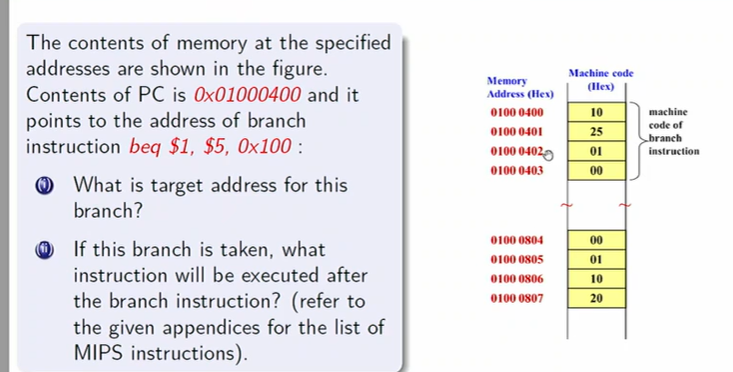 The contents of memory at the specified
addresses are shown in the figure.
Contents of PC is 0x01000400 and it
points to the address of branch
instruction beq $1, $5, 0x100 :
i What is target address for this
branch?
ii If this branch is taken, what
instruction will be executed after
the branch instruction? (refer to
the given appendices for the list of
MIPS instructions).
Memory
Address (Hex)
Machine code
(Hex)
0100 0400 10
0100 0401 25
0100 0402 01
0100 0403 00
machine
code of
branch
instruction
0100 0804 00
0100 0805 01
0100 0806 10
0100 0807 20